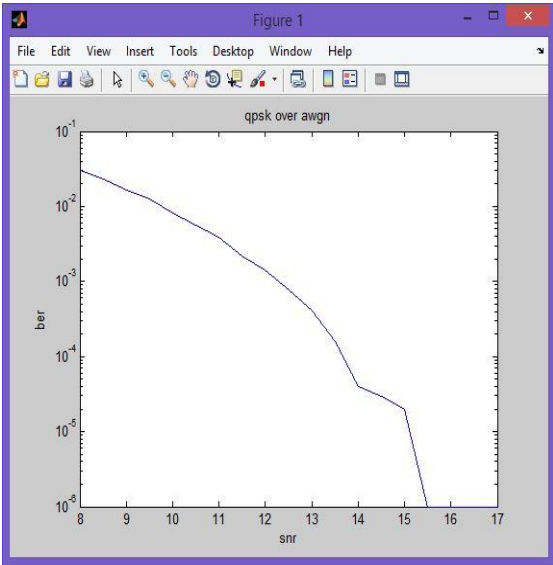 Figure 1
File Edit View Insert Tools Desktop Window Help
qpsk over awgn
10^-1
10^-2
10^-3
10^-4
10^-5
10^-6
ber
8 9 10 11 12 13 14 15 16 17
snr